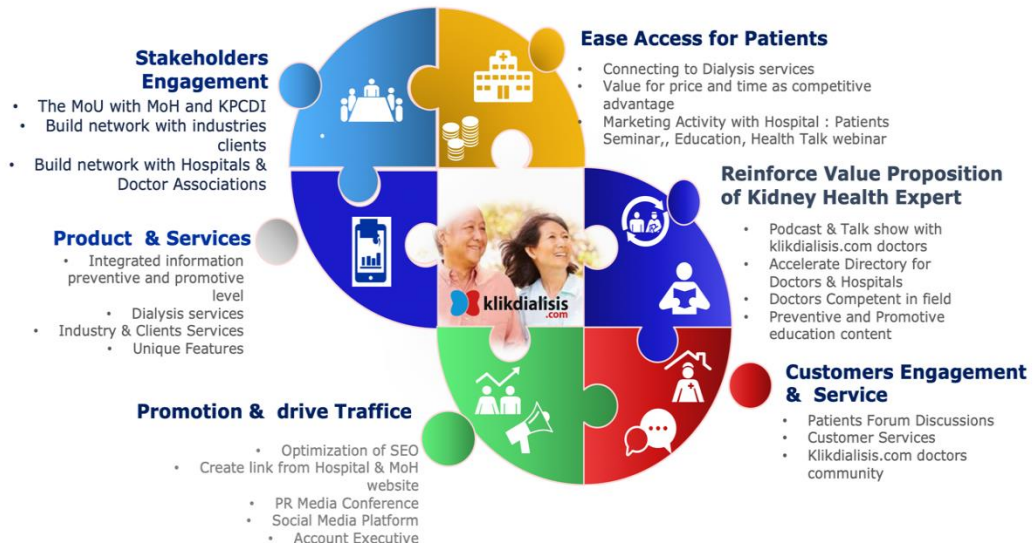 Stakeholders
Engagement
• The MoU with MoH and KPCDI
• Build network with industries
clients
• Build network with Hospitals &
Doctor Associations
Ease Access for Patients
• Connecting to Dialysis services
• Value for price and time as competitive
advantage
• Marketing Activity with Hospital : Patients
Seminar,, Education, Health Talk webinar
Product & Services
• Integrated information
preventive and promotive
level
• Dialysis services
• Industry & Clients Services
• Unique Features
klikdialisis
.com
Reinforce Value Proposition
of Kidney Health Expert
• Podcast & Talk show with
klikdialisis.com doctors
• Accelerate Directory for
Doctors & Hospitals
• Doctors Competent in field
• Preventive and Promotive
education content
Promotion & drive Traffice
• Optimization of SEO
• Create link from Hospital & MoH
website
• PR Media Conference
• Social Media Platform
• Account Executive
Customers Engagement
& Service
• Patients Forum Discussions
• Customer Services
• Klikdialisis.com doctors
community